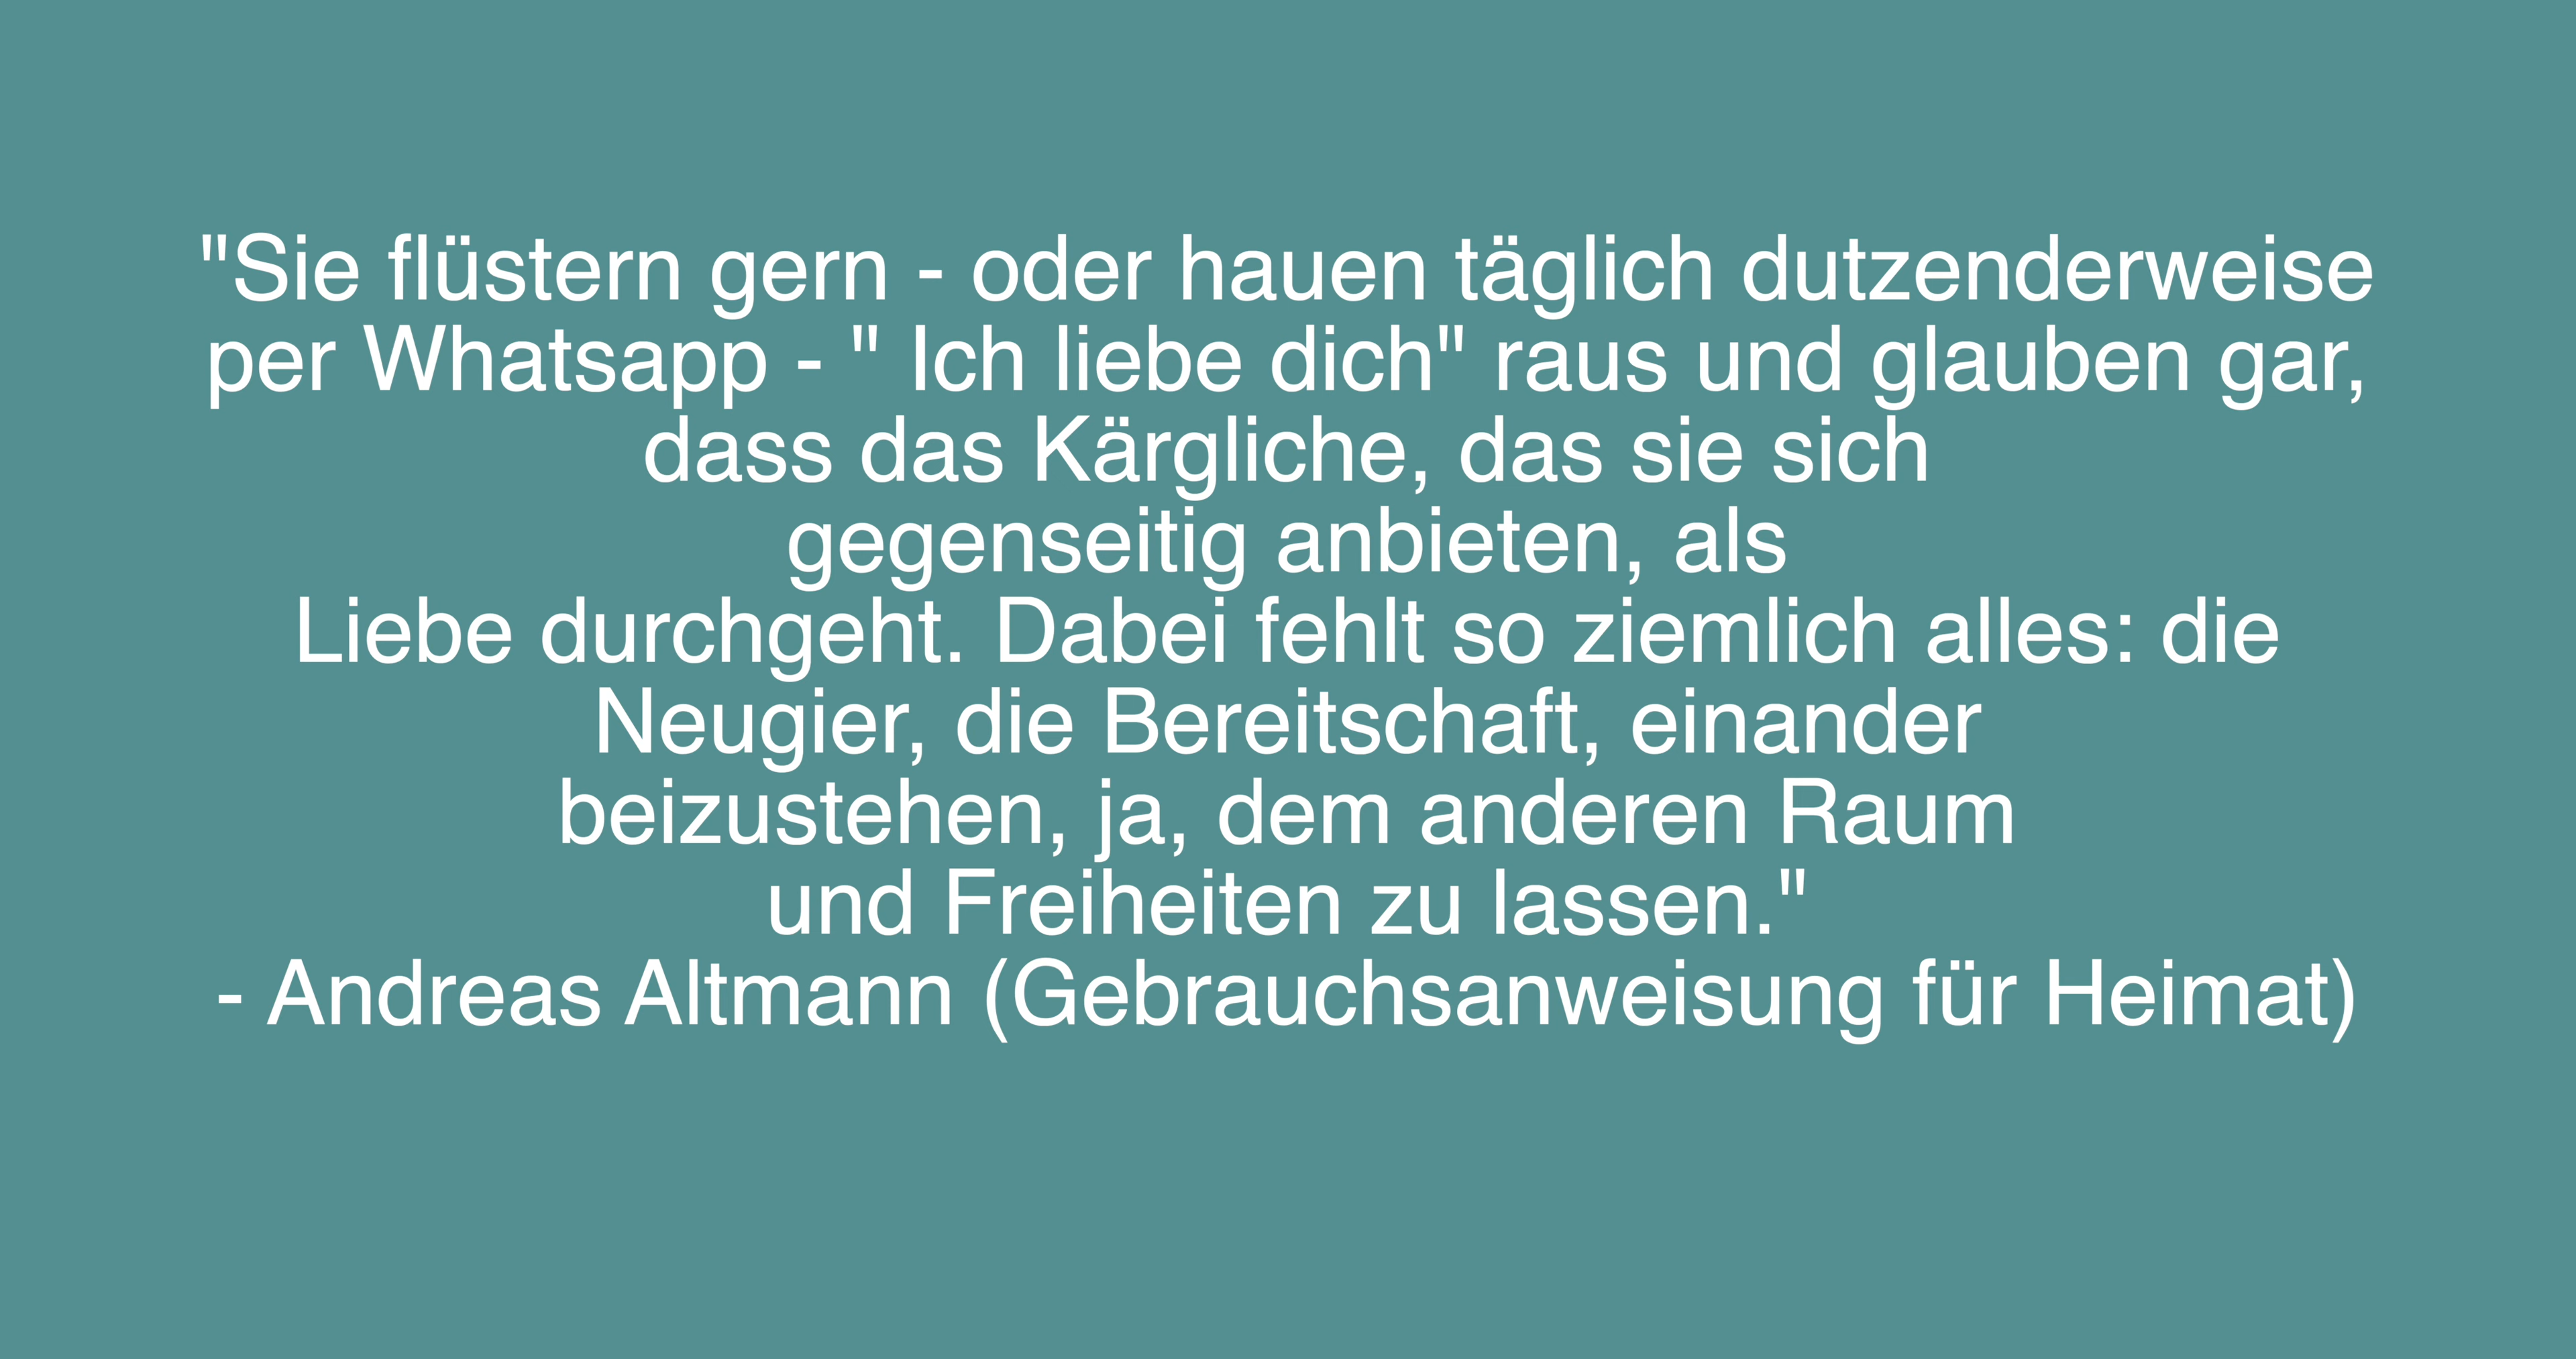 "Sie flüstern gern - oder hauen täglich dutzenderweise
per Whatsapp - " Ich liebe dich" raus und glauben gar,
dass das Kärgliche, das sie sich
gegenseitig anbieten, als
Liebe durchgeht. Dabei fehlt so ziemlich alles: die
Neugier, die Bereitschaft, einander
beizustehen, ja, dem anderen Raum
und Freiheiten zu lassen."
- Andreas Altmann (Gebrauchsanweisung für Heimat)